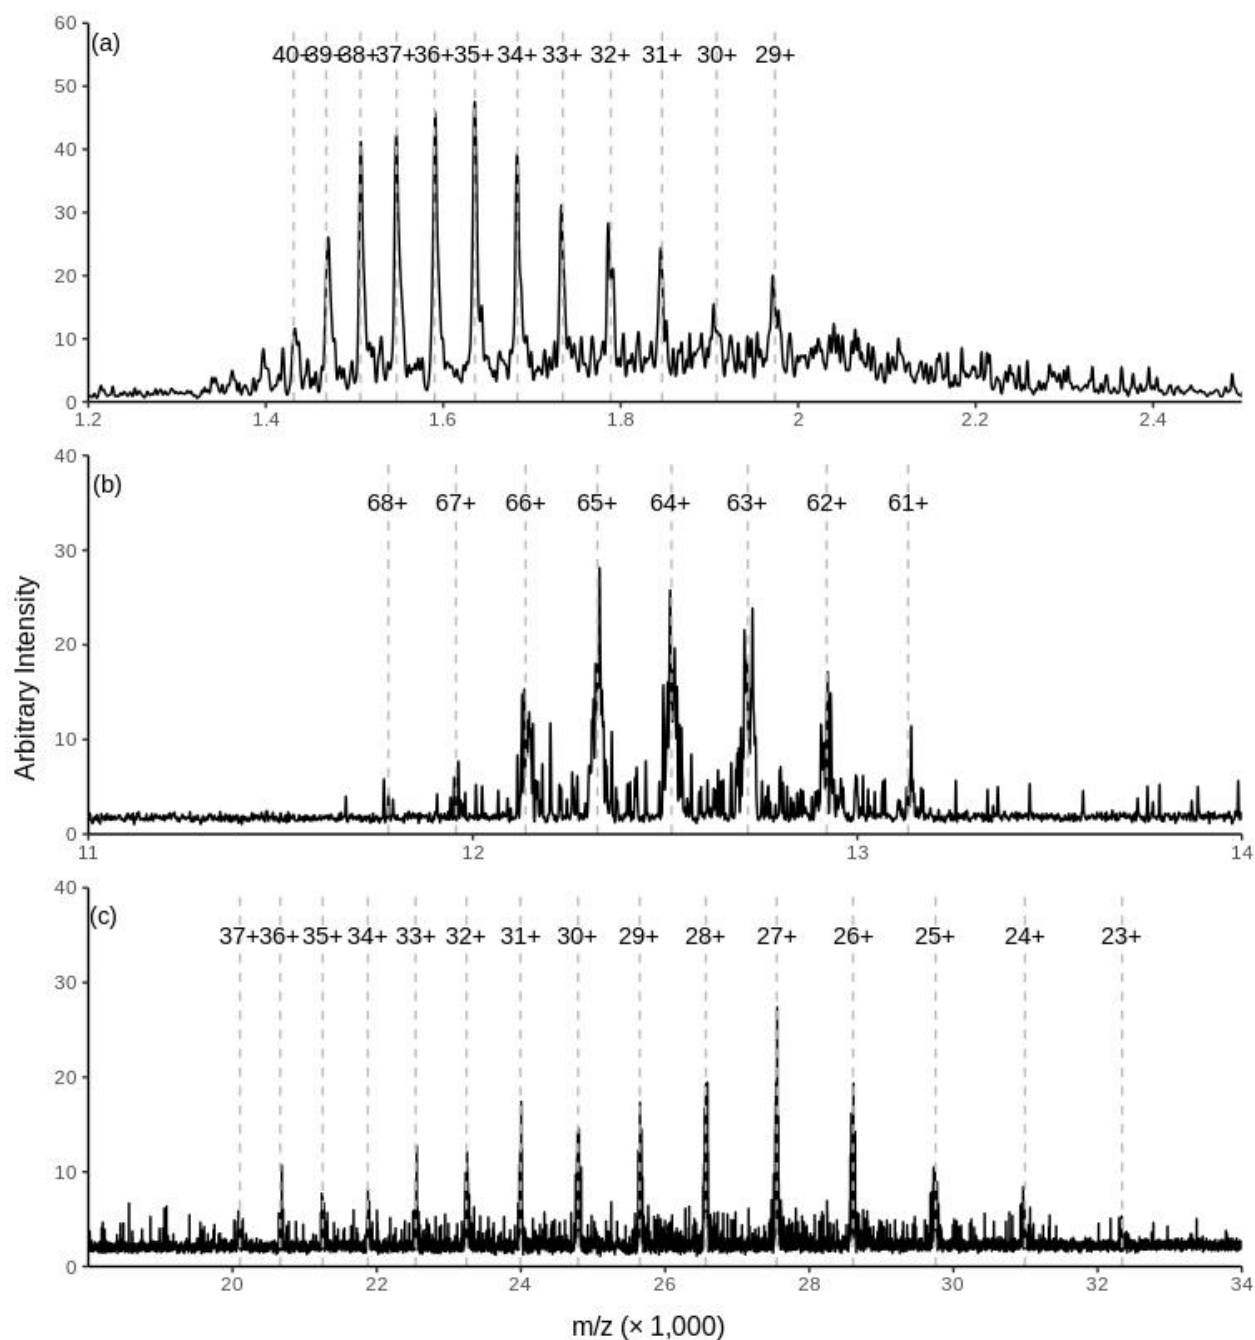 60
(a)
40+ 39+ 38+ 37+ 36+ 35+ 34+ 33+ 32+ 31+ 30+ 29+
50
40
30
20
10
0
1.2 1.4 1.6 1.8 2 2.2 2.4
40
(b)
68+ 67+ 66+ 65+ 64+ 63+ 62+ 61+
30
20
10
0
11 12 13 14
Arbitrary Intensity
40
(c)
37+ 36+ 35+ 34+ 33+ 32+ 31+ 30+ 29+ 28+ 27+ 26+ 25+ 24+ 23+
30
20
10
0
20 22 24 26 28 30 32 34
m/z (× 1,000)